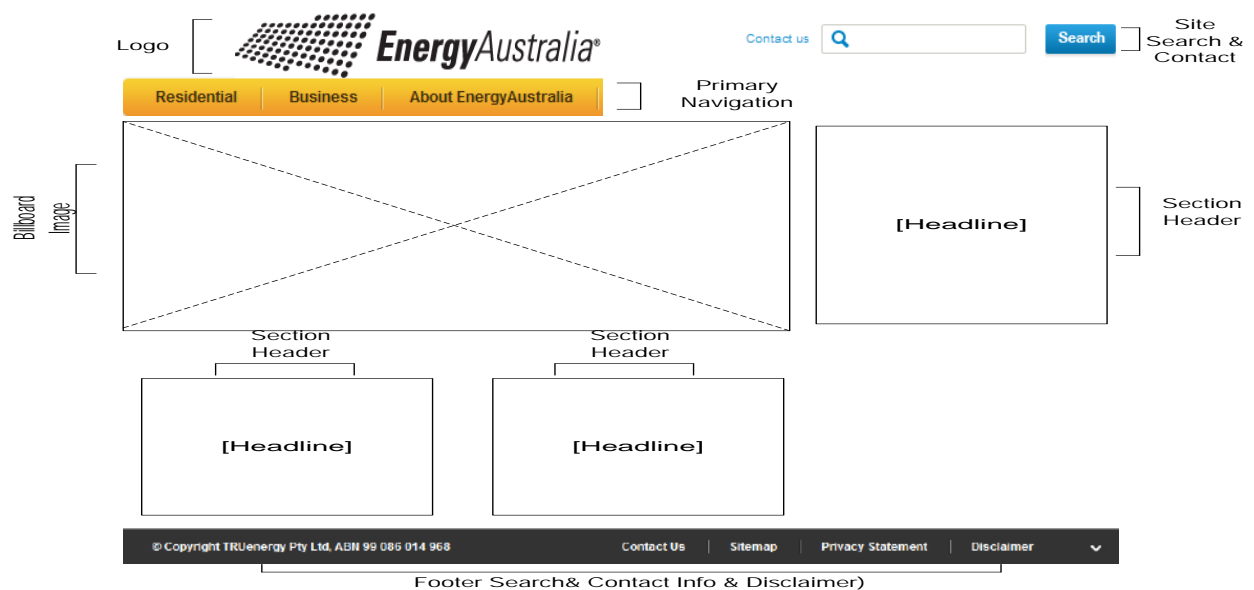 Logo
EnergyAustralia®
Contact us
Search
Site
Search &
Contact
Residential
Business
About EnergyAustralia
Primary
Navigation
Billboard
Image
[Headline]
Section
Header
Section
Header
Section
Header
[Headline]
[Headline]
© Copyright TRUenergy Pty Ltd, ABN 99 086 014 968
Contact Us
Sitemap
Privacy Statement
Disclaimer
Footer Search& Contact Info & Disclaimer)